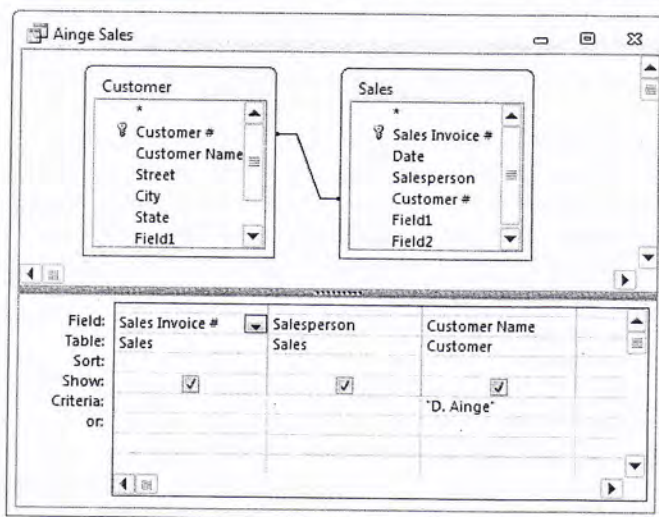 Ainge Sales
Customer
*
Customer #
Customer Name
Street
City
State
Field1
Sales
*
Sales Invoice #
Date
Salesperson
Customer #
Field1
Field2
Field: Sales Invoice # Salesperson Customer Name
Table: Sales Sales Customer
Sort:
Show:
Criteria: "D. Ainge"
or: